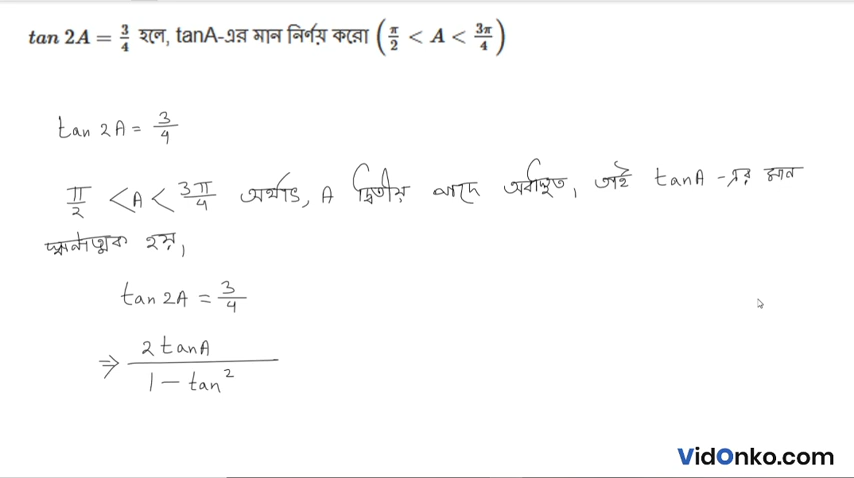 tan 2A = 3/4 হলে, tanA-এর মান নির্ণয় করো (π/2 < A < 3π/4)
tan 2A = 3/4
π/2 < A < 3π/4 অর্থাৎ, A দ্বিতীয় পাদে অবস্থিত, তাই tanA-এর মান
ঋণাত্মক হয়,
tan 2A = 3/4
⇒ 2 tanA / 1 - tan²
VidOnko.com